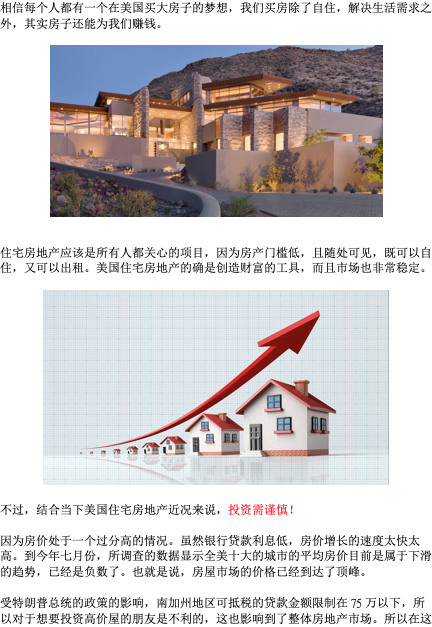 相信每个人都有一个在美国买大房子的梦想，我们买房除了自住，解决生活需求之
外，其实房子还能为我们赚钱。
住宅房地产应该是所有人都关心的项目，因为房产门槛低，且随处可见，既可以自
住，又可以出租。美国住宅房地产的确是创造财富的工具，而且市场也非常稳定。
不过，结合当下美国住宅房地产近况来说，投资需谨慎！
因为房价处于一个过分高的情况。虽然银行贷款利息低，房价增长的速度太快太
高。到今年七月份，所调查的数据显示全美十大的城市的平均房价目前是属于下滑
的趋势，已经是负数了。也就是说，房屋市场的价格已经到达了顶峰。
受特朗普总统的政策的影响，南加州地区可抵税的贷款金额限制在 75 万以下，所
以对于想要投资高价屋的朋友是不利的，这也影响到了整体房地产市场。所以在这